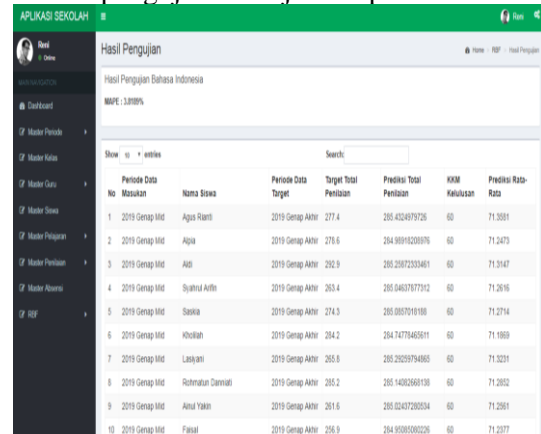 APLIKASI SEKOLAH
Reni
Reni
Online
MAIN NAVIGATION
Dashboard
Master Periode
Master Kelas
Master Guru
Master Siswa
Master Pelajaran
Master Penilaian
Master Absensi
RBF
Hasil Pengujian
Home > RBF > Hasil Pengujian
Hasil Pengujian Bahasa Indonesia
MAPE : 3.8189%
Show 10 entries Search:
No Periode Data Masukan Nama Siswa Periode Data Target Target Total Penilaian Prediksi Total Penilaian KKM Kelulusan Prediksi Rata-Rata
1 2019 Genap Mid Agus Rianti 2019 Genap Akhir 277.4 285.4324979726 60 71.3581
2 2019 Genap Mid Alpia 2019 Genap Akhir 278.6 284.98918208976 60 71.2473
3 2019 Genap Mid Aldi 2019 Genap Akhir 292.9 285.25872333461 60 71.3147
4 2019 Genap Mid Syahrul Arifin 2019 Genap Akhir 263.4 285.04637877312 60 71.2616
5 2019 Genap Mid Saskia 2019 Genap Akhir 274.3 285.0857018188 60 71.2714
6 2019 Genap Mid Kholilah 2019 Genap Akhir 284.2 284.74778465611 60 71.1869
7 2019 Genap Mid Lasiyani 2019 Genap Akhir 265.8 285.29259794865 60 71.3231
8 2019 Genap Mid Rohmatun Danniati 2019 Genap Akhir 285.2 285.14082668138 60 71.2852
9 2019 Genap Mid Ainul Yakin 2019 Genap Akhir 261.6 285.02437280534 60 71.2561
10 2019 Genap Mid Faisal 2019 Genap Akhir 256.9 284.95085080226 60 71.2377